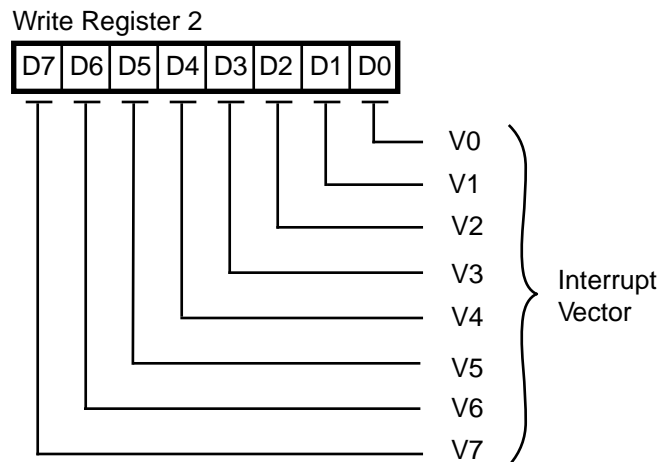 Write Register 2
D7 D6 D5 D4 D3 D2 D1 D0
V0
V1
V2
V3
V4
V5
V6
V7
Interrupt
Vector